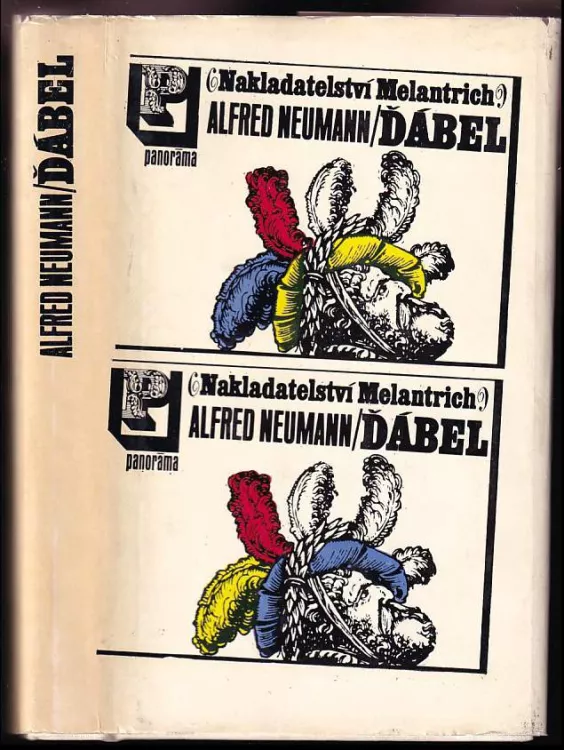 ALFRED NEUMANN/ĎÁBEL
P
(Nakladatelství Melantrich)
ALFRED NEUMANN/ĎÁBEL
panoráma
P
(Nakladatelství Melantrich)
ALFRED NEUMANN/ĎÁBEL
panoráma